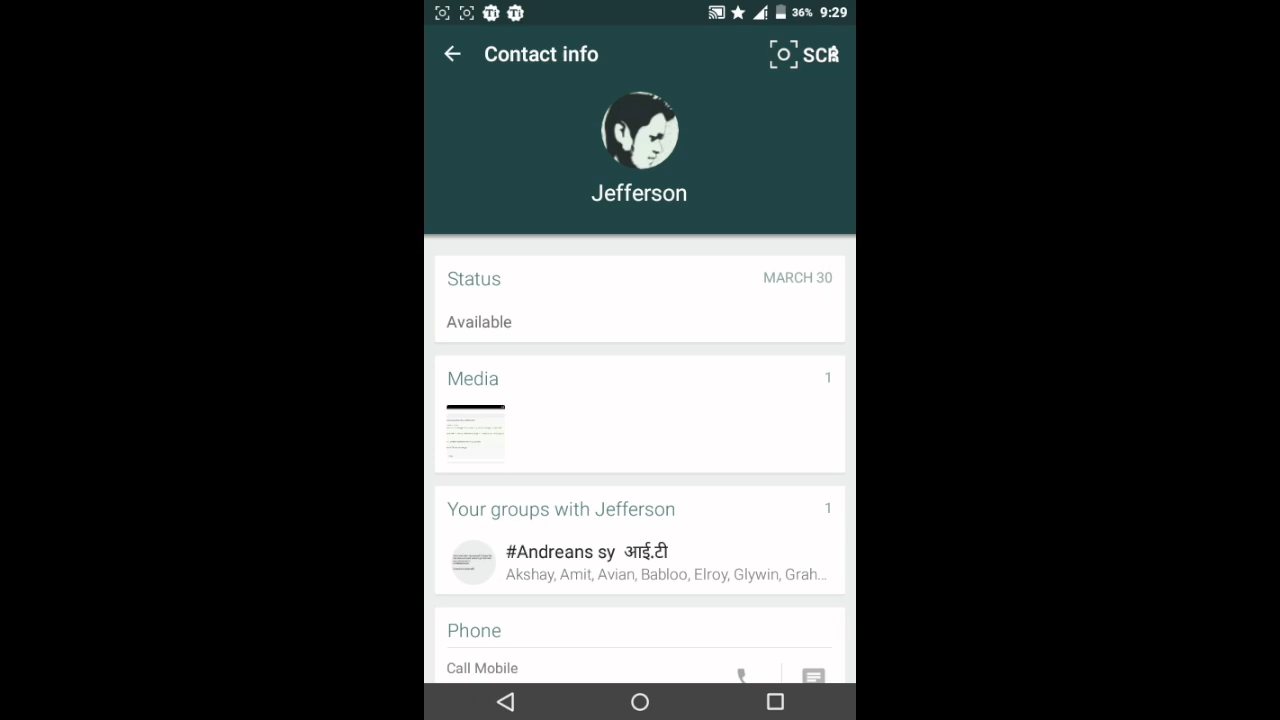 36% 9:29
Contact info SCR
Jefferson
Status MARCH 30
Available
Media 1
Your groups with Jefferson 1
#Andreans sy आई.टी
Akshay, Amit, Avian, Babloo, Elroy, Glywin, Grah...
Phone
Call Mobile